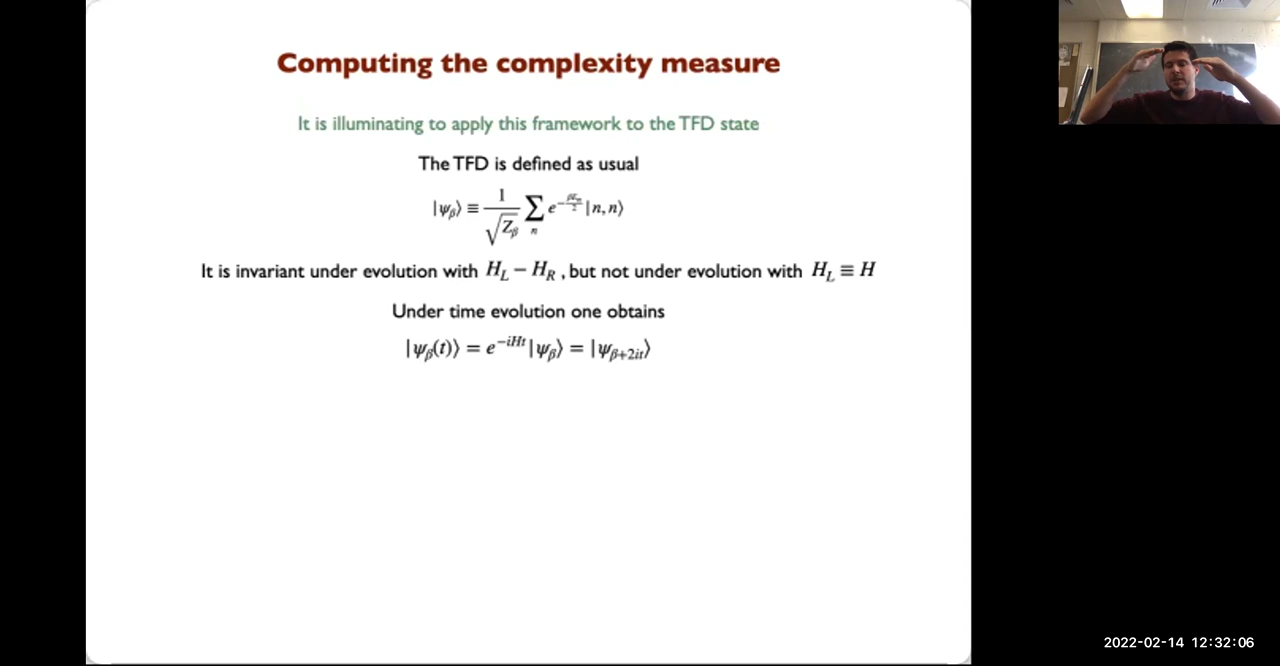 Computing the complexity measure
It is illuminating to apply this framework to the TFD state
The TFD is defined as usual
|ψ_β⟩ ≡ 1/√Z_β ∑_n e^{-βE_n/2} |n, n⟩
It is invariant under evolution with H_L − H_R , but not under evolution with H_L ≡ H
Under time evolution one obtains
|ψ_β(t)⟩ = e^{−iHt} |ψ_β⟩ = |ψ_{β+2it}⟩
2022-02-14 12:32:06